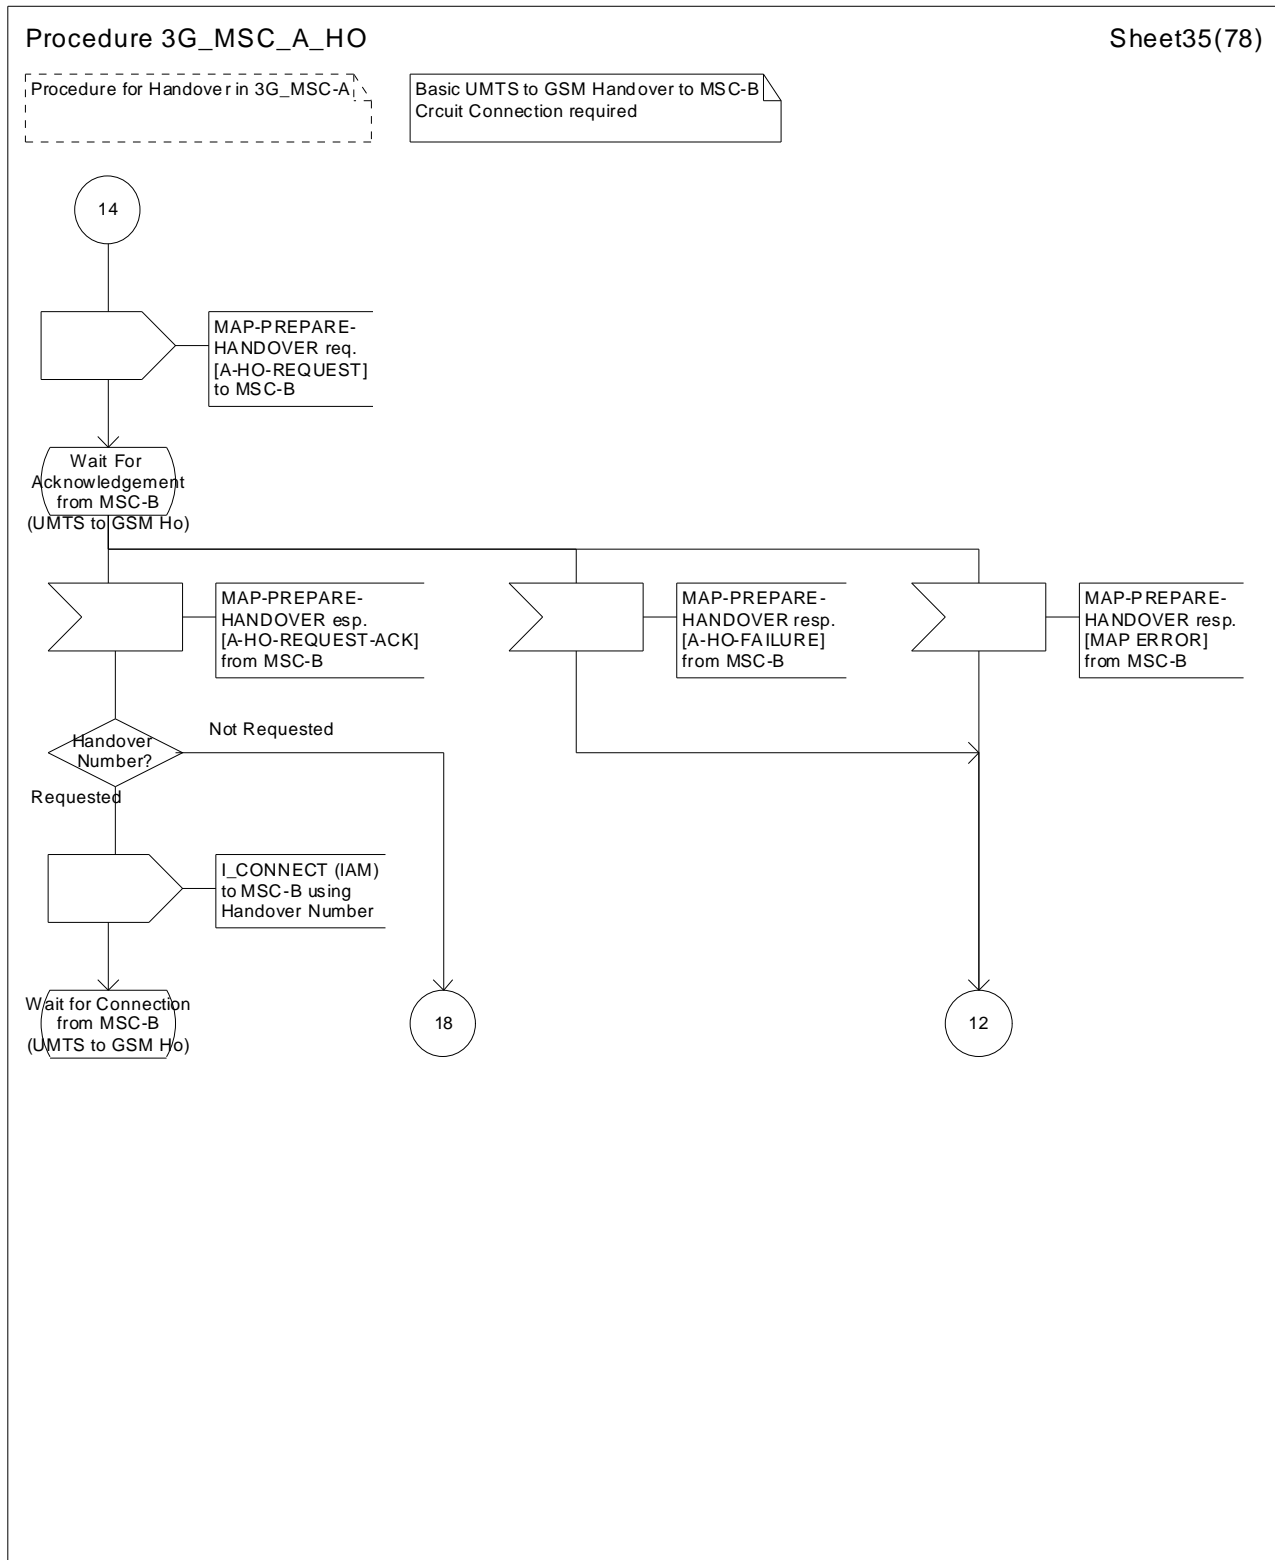 Procedure 3G_MSC_A_HO
Sheet35(78)
Procedure for Handover in 3G_MSC-A
Basic UMTS to GSM Handover to MSC-B
Crcuit Connection required
14
MAP-PREPARE-
HANDOVER req.
[A-HO-REQUEST]
to MSC-B
Wait For
Acknowledgement
from MSC-B
(UMTS to GSM Ho)
MAP-PREPARE-
HANDOVER esp.
[A-HO-REQUEST-ACK]
from MSC-B
MAP-PREPARE-
HANDOVER resp.
[A-HO-FAILURE]
from MSC-B
MAP-PREPARE-
HANDOVER resp.
[MAP ERROR]
from MSC-B
Handover
Number?
Not Requested
Requested
I_CONNECT (IAM)
to MSC-B using
Handover Number
Wait for Connection
from MSC-B
(UMTS to GSM Ho)
18
12